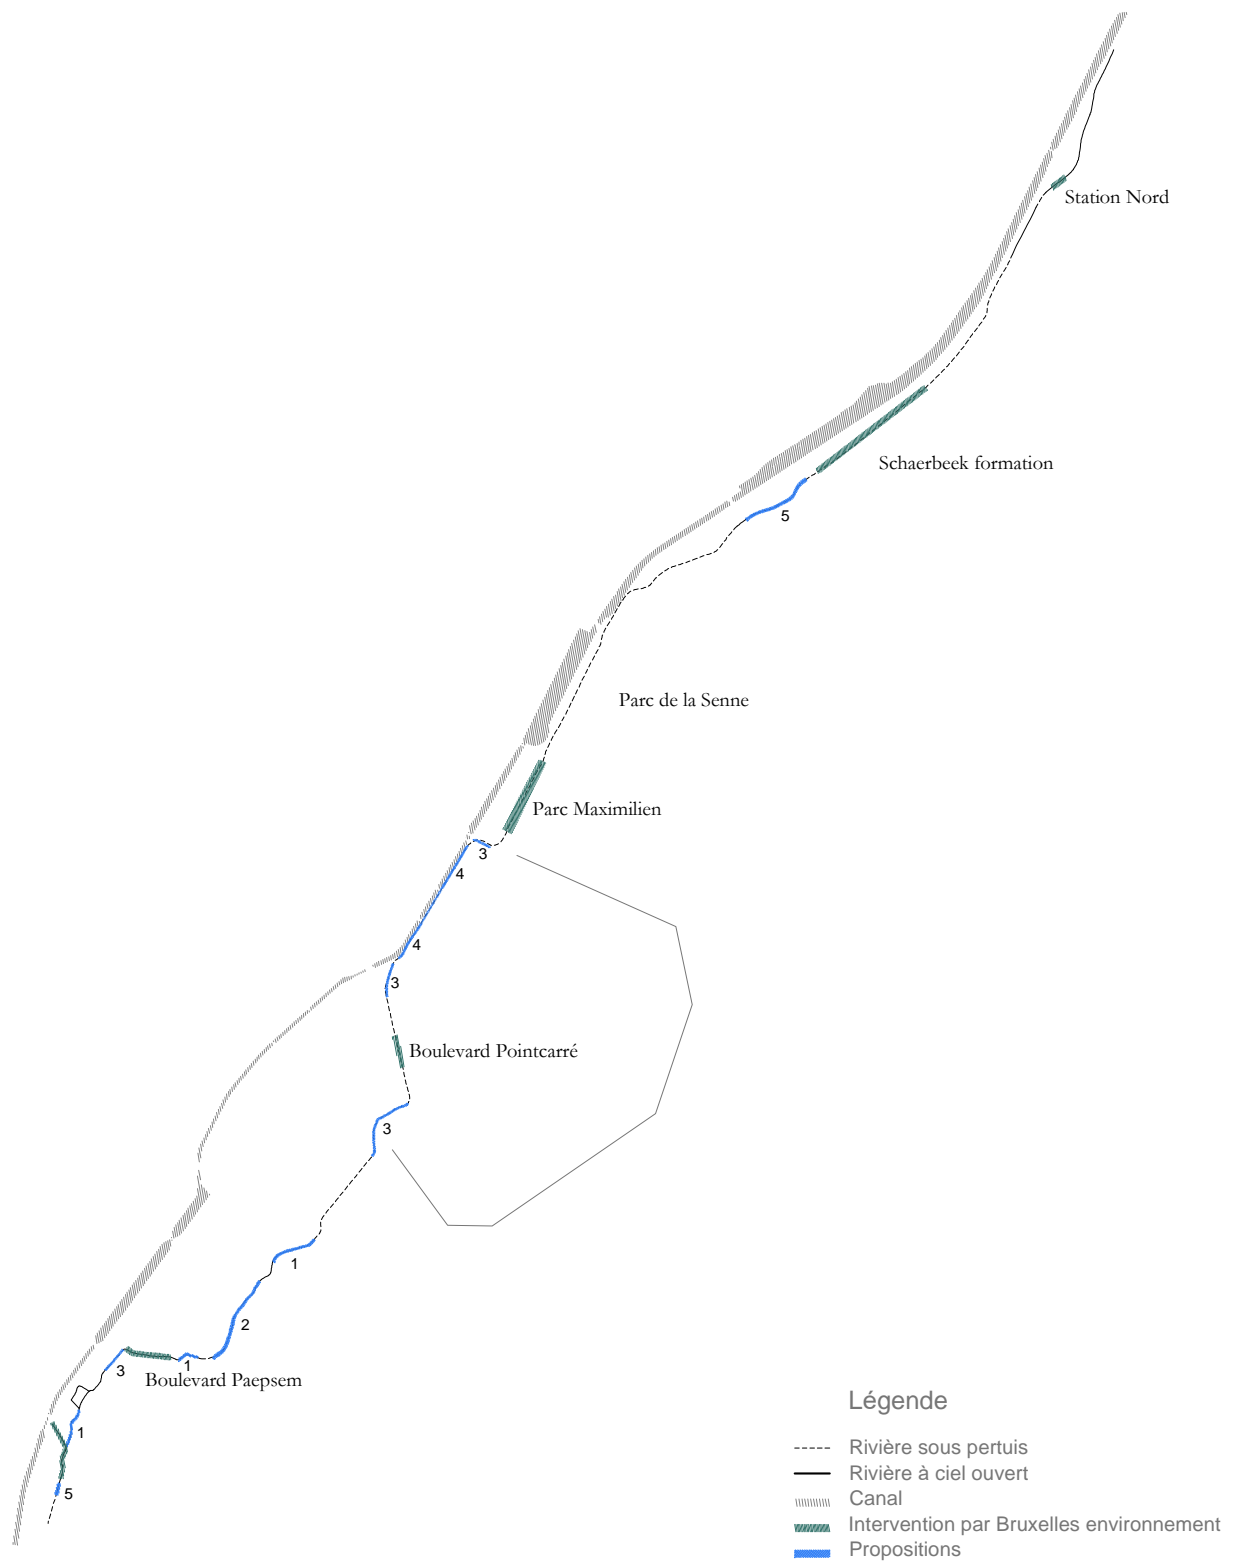 Station Nord
Schaerbeek formation
5
Parc de la Senne
Parc Maximilien
3
4
4
3
Boulevard Pointcarré
3
1
2
3
1
Boulevard Paepsem
1
5
Légende
Rivière sous pertuis
Rivière à ciel ouvert
Canal
Intervention par Bruxelles environnement
Propositions